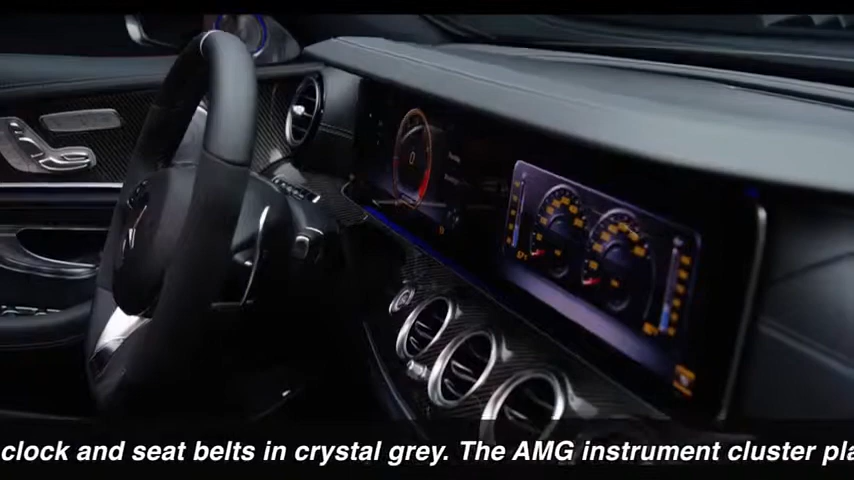 clock and seat belts in crystal grey. The AMG instrument cluster pla